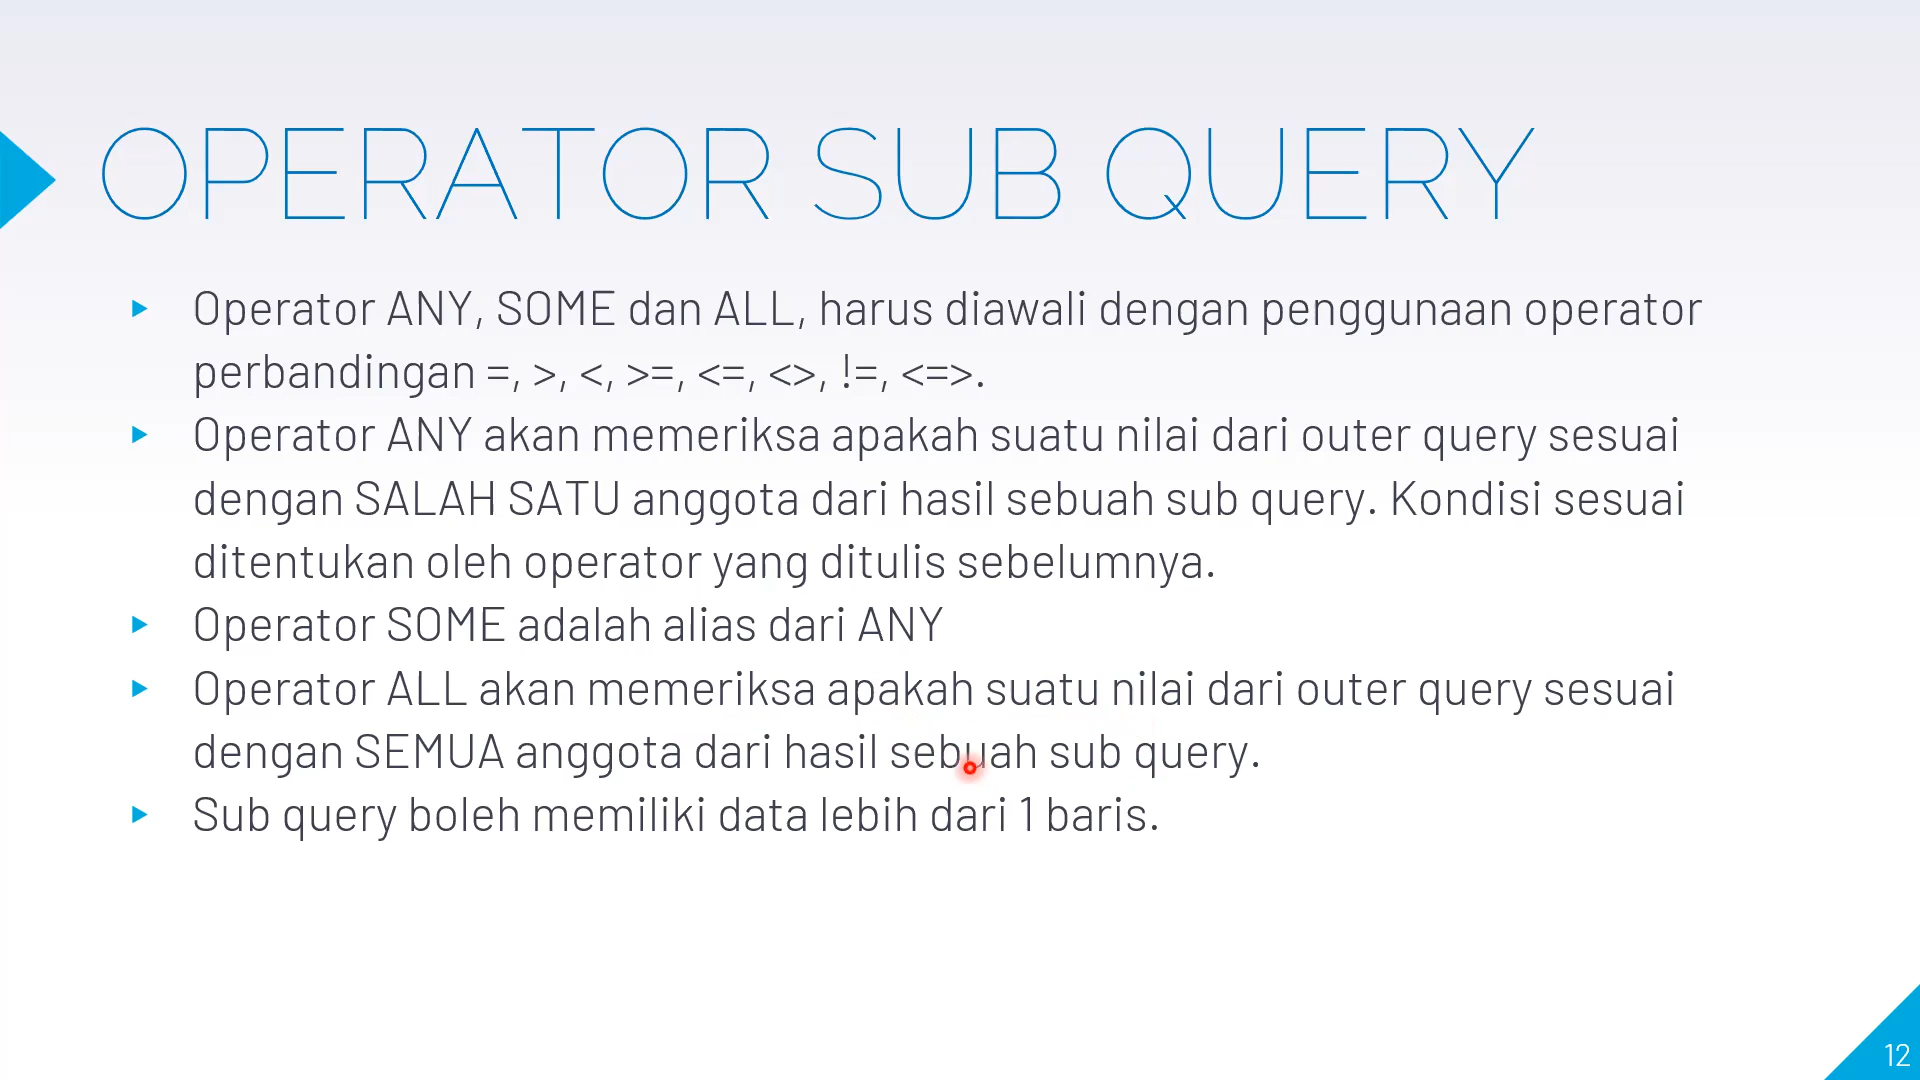 OPERATOR SUB QUERY
Operator ANY, SOME dan ALL, harus diawali dengan penggunaan operator
perbandingan =, >, <, >=, <=, <>, !=, <=>.
Operator ANY akan memeriksa apakah suatu nilai dari outer query sesuai
dengan SALAH SATU anggota dari hasil sebuah sub query. Kondisi sesuai
ditentukan oleh operator yang ditulis sebelumnya.
Operator SOME adalah alias dari ANY
Operator ALL akan memeriksa apakah suatu nilai dari outer query sesuai
dengan SEMUA anggota dari hasil sebuah sub query.
Sub query boleh memiliki data lebih dari 1 baris.
12